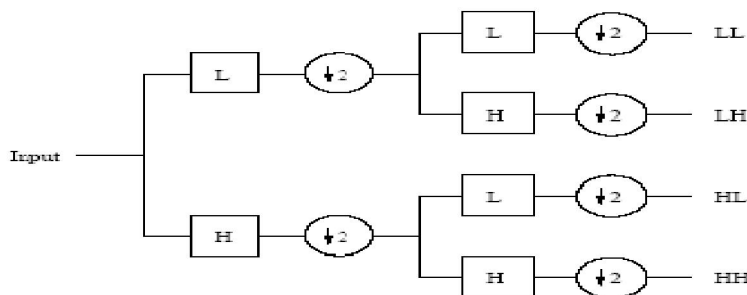 L ↓2 LL
L ↓2
H ↓2 LH
Input
L ↓2 HL
H ↓2
H ↓2 HH